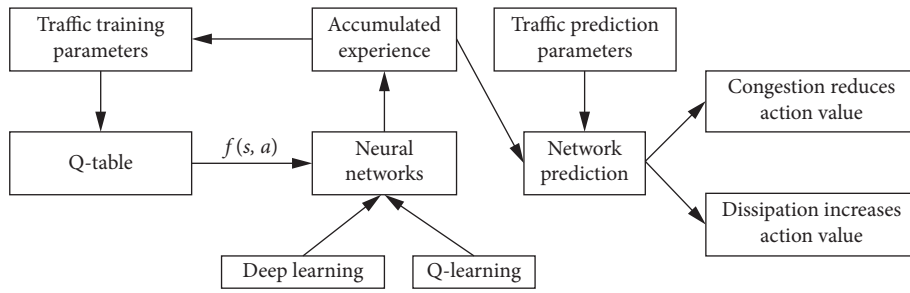 Traffic training
parameters
Accumulated
experience
Traffic prediction
parameters
Congestion reduces
action value
Q-table
f (s, a)
Neural
networks
Network
prediction
Dissipation increases
action value
Deep learning
Q-learning